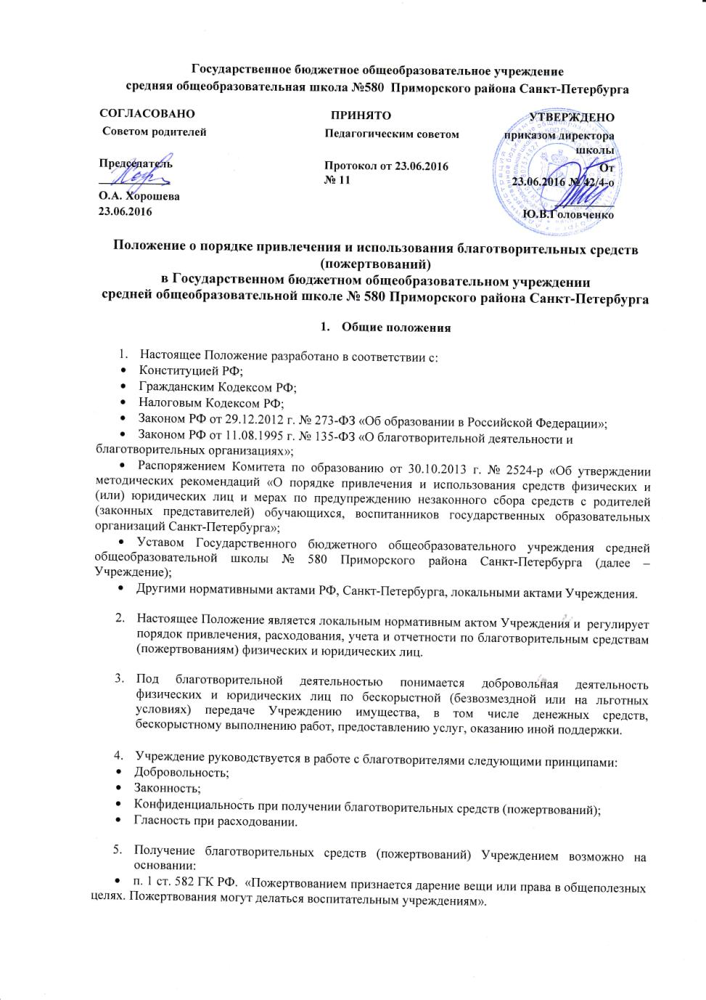 Государственное бюджетное общеобразовательное учреждение
средняя общеобразовательная школа №580 Приморского района Санкт-Петербурга
СОГЛАСОВАНО ПРИНЯТО УТВЕРЖДЕНО
Советом родителей Педагогическим советом приказом директора
школы
Председатель Протокол от 23.06.2016 От
№ 11 23.06.2016 № 42/4-о
О.А. Хорошева
23.06.2016 Ю.В.Головченко
Положение о порядке привлечения и использования благотворительных средств
(пожертвований)
в Государственном бюджетном общеобразовательном учреждении
средней общеобразовательной школе № 580 Приморского района Санкт-Петербурга
1. Общие положения
1. Настоящее Положение разработано в соответствии с:
• Конституцией РФ;
• Гражданским Кодексом РФ;
• Налоговым Кодексом РФ;
• Законом РФ от 29.12.2012 г. № 273-ФЗ «Об образовании в Российской Федерации»;
• Законом РФ от 11.08.1995 г. № 135-ФЗ «О благотворительной деятельности и
благотворительных организациях»;
• Распоряжением Комитета по образованию от 30.10.2013 г. № 2524-р «Об утверждении
методических рекомендаций «О порядке привлечения и использования средств физических и
(или) юридических лиц и мерах по предупреждению незаконного сбора средств с родителей
(законных представителей) обучающихся, воспитанников государственных образовательных
организаций Санкт-Петербурга»;
• Уставом Государственного бюджетного общеобразовательного учреждения средней
общеобразовательной школы № 580 Приморского района Санкт-Петербурга (далее –
Учреждение);
• Другими нормативными актами РФ, Санкт-Петербурга, локальными актами Учреждения.
2. Настоящее Положение является локальным нормативным актом Учреждения и регулирует
порядок привлечения, расходования, учета и отчетности по благотворительным средствам
(пожертвованиям) физических и юридических лиц.
3. Под благотворительной деятельностью понимается добровольная деятельность
физических и юридических лиц по бескорыстной (безвозмездной или на льготных
условиях) передаче Учреждению имущества, в том числе денежных средств,
бескорыстному выполнению работ, предоставлению услуг, оказанию иной поддержки.
4. Учреждение руководствуется в работе с благотворителями следующими принципами:
• Добровольность;
• Законность;
• Конфиденциальность при получении благотворительных средств (пожертвований);
• Гласность при расходовании.
5. Получение благотворительных средств (пожертвований) Учреждением возможно на
основании:
• п. 1 ст. 582 ГК РФ. «Пожертвованием признается дарение вещи или права в общеполезных
целях. Пожертвования могут делаться воспитательным учреждениям».